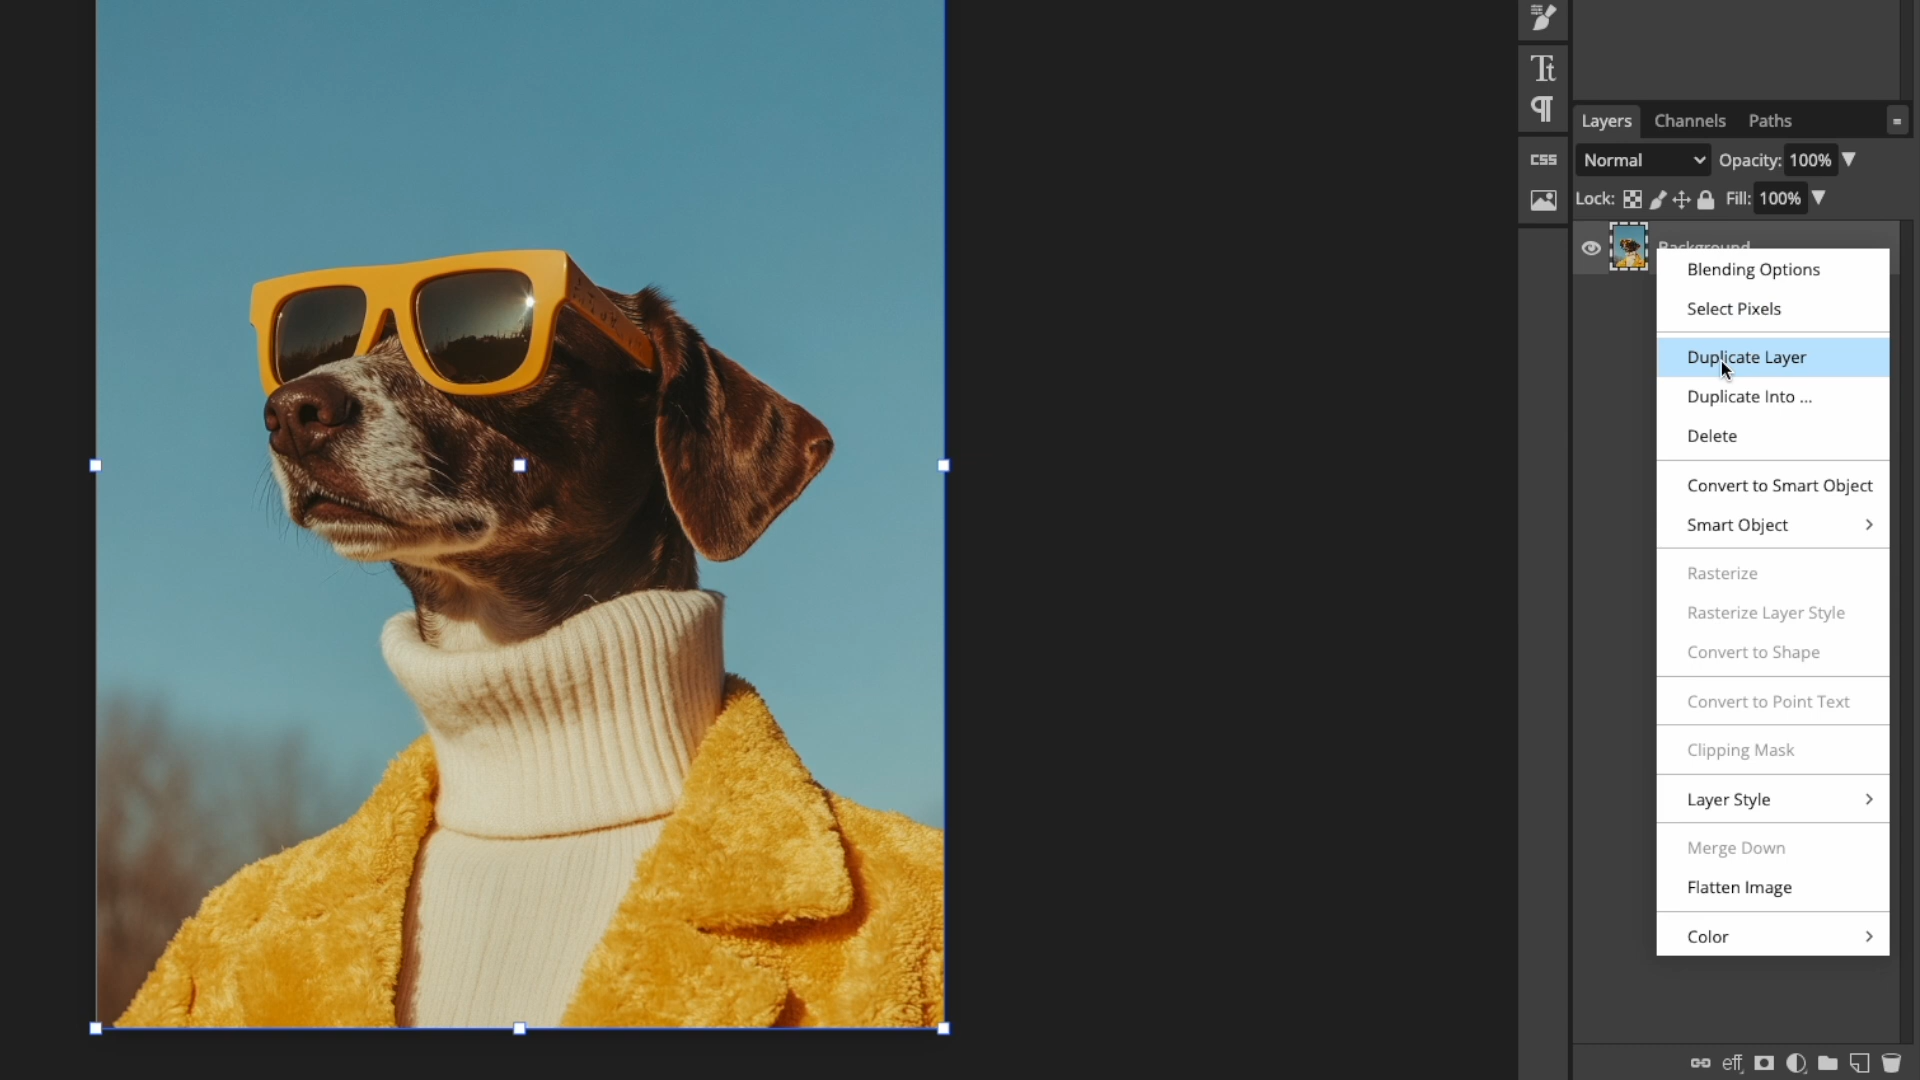 Tt
¶
CSS
Layers Channels Paths
Normal Opacity: 100%
Lock: Fill: 100%
Background
Blending Options
Select Pixels
Duplicate Layer
Duplicate Into ...
Delete
Convert to Smart Object
Smart Object
Rasterize
Rasterize Layer Style
Convert to Shape
Convert to Point Text
Clipping Mask
Layer Style
Merge Down
Flatten Image
Color
eff